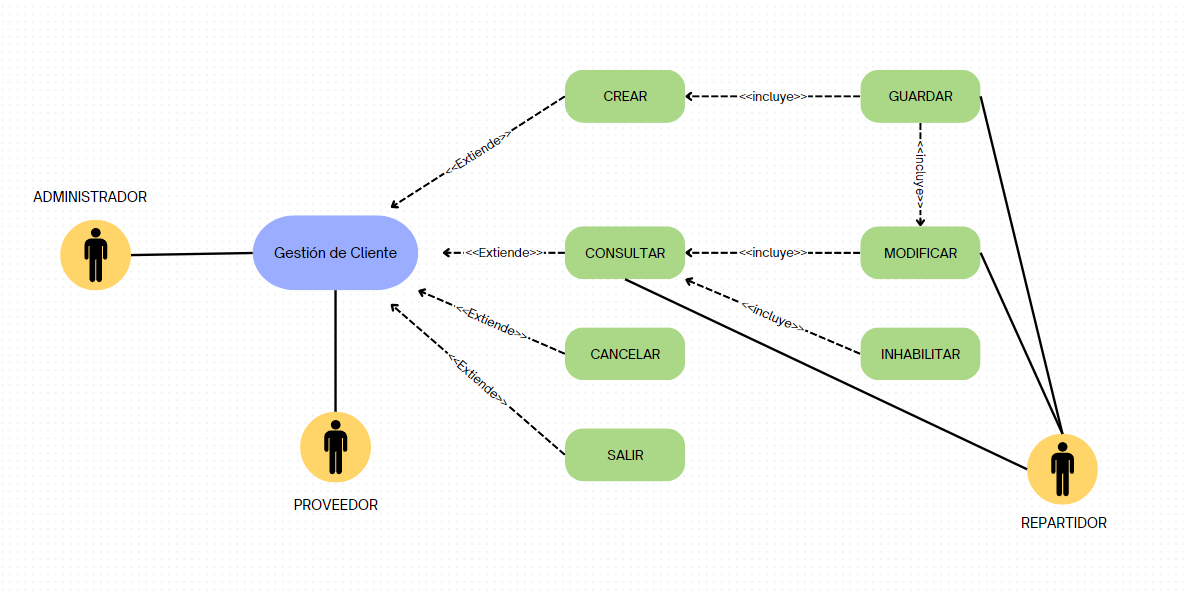 CREAR
<<incluye>>
GUARDAR
<<Extiende>>
<<incluye>>
ADMINISTRADOR
Gestión de Cliente
<<Extiende>>
CONSULTAR
<<incluye>>
MODIFICAR
<<Extiende>>
<<incluye>>
CANCELAR
INHABILITAR
<<Extiende>>
SALIR
PROVEEDOR
REPARTIDOR